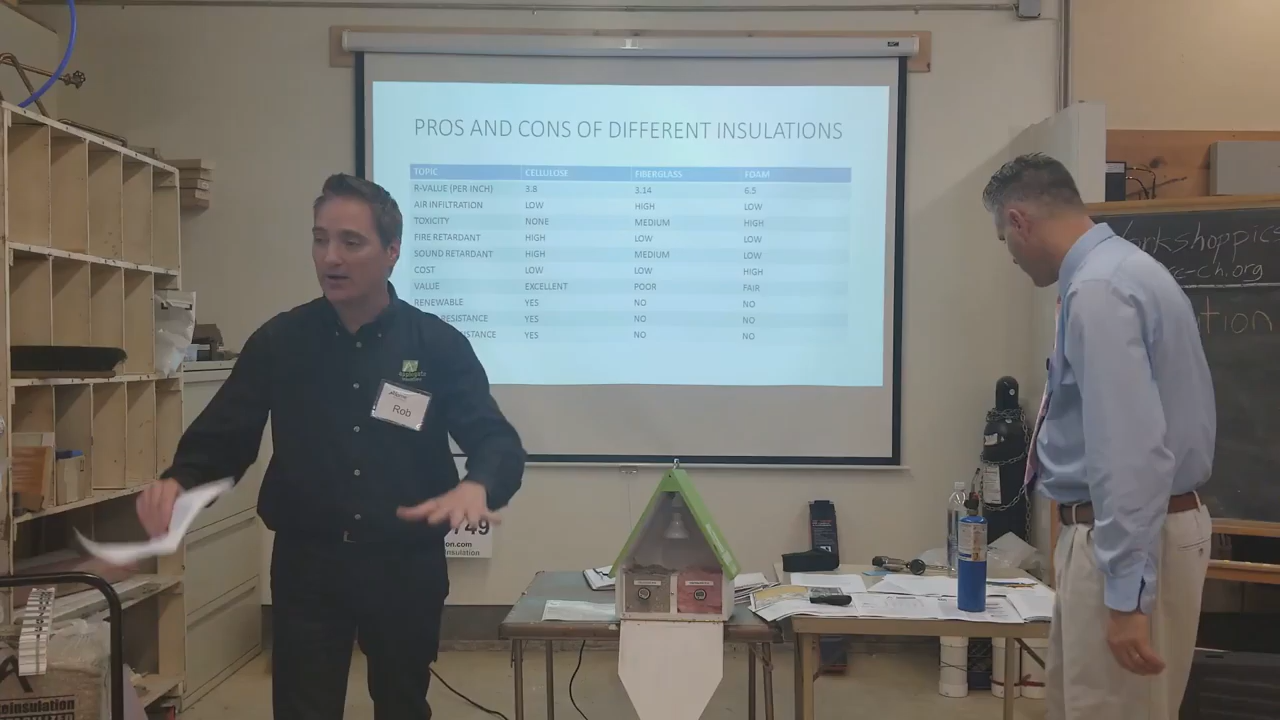 PROS AND CONS OF DIFFERENT INSULATIONS
TOPIC CELLULOSE FIBERGLASS FOAM
R-VALUE (PER INCH) 3.8 3.14 6.5
AIR INFILTRATION LOW HIGH LOW
TOXICITY NONE MEDIUM HIGH
FIRE RETARDANT HIGH LOW LOW
SOUND RETARDANT HIGH MEDIUM LOW
COST LOW LOW HIGH
VALUE EXCELLENT POOR FAIR
RENEWABLE YES NO NO
RESISTANCE YES NO NO
STANCE YES NO NO
Applegate
Rob
749
on.com
insulation
orkshoppics
c-ch.org
tion
einsulation